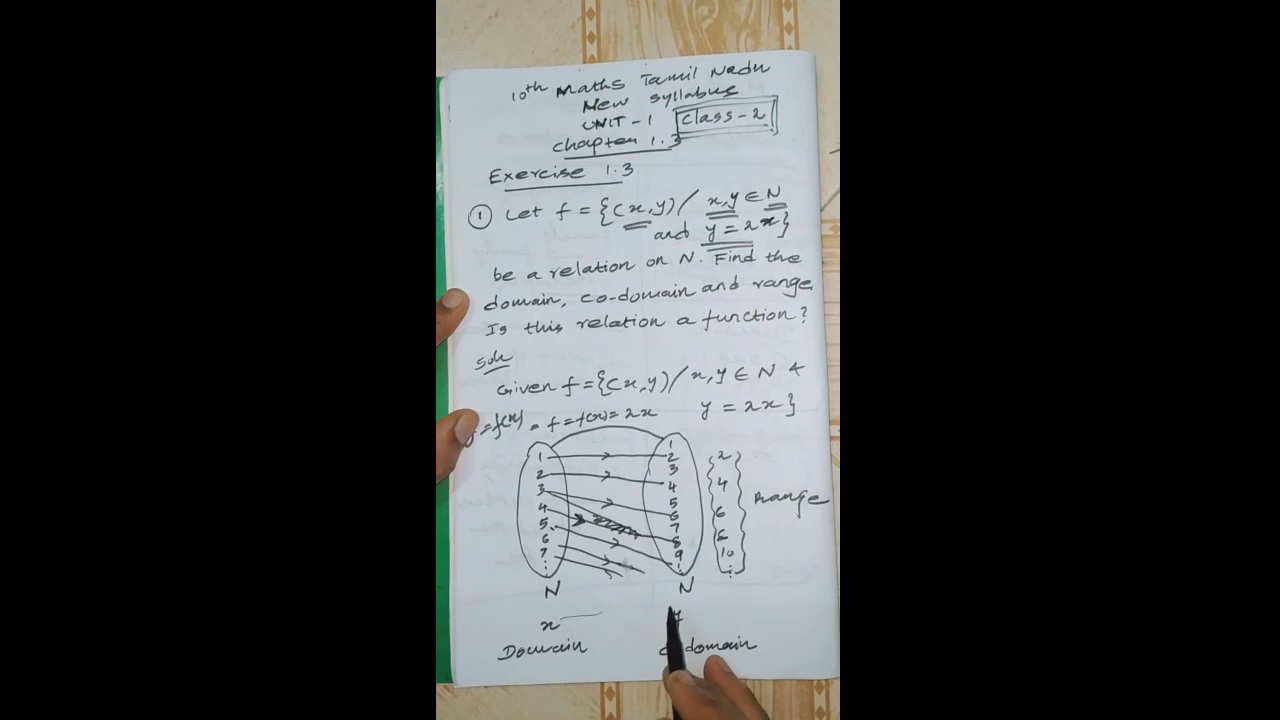 10th Maths Tamil Nadu
New Syllabus
UNIT - 1 Class - 2
Chapter 1.3
Exercise 1.3
① Let f = {(x,y) / x,y ∈ N
and y = 2x}
be a relation on N. Find the
domain, co-domain and range
Is this relation a function?
Soln
Given f = {(x,y) / x,y ∈ N &
y = 2x}
= f(x) = f = f(x) = 2x
1
2
3
4
5
6
7
⋮
N
x
Domain
1
2
3
4
5
6
7
8
9
⋮
N
y
domain
2
4
6
8
10
⋮
Range